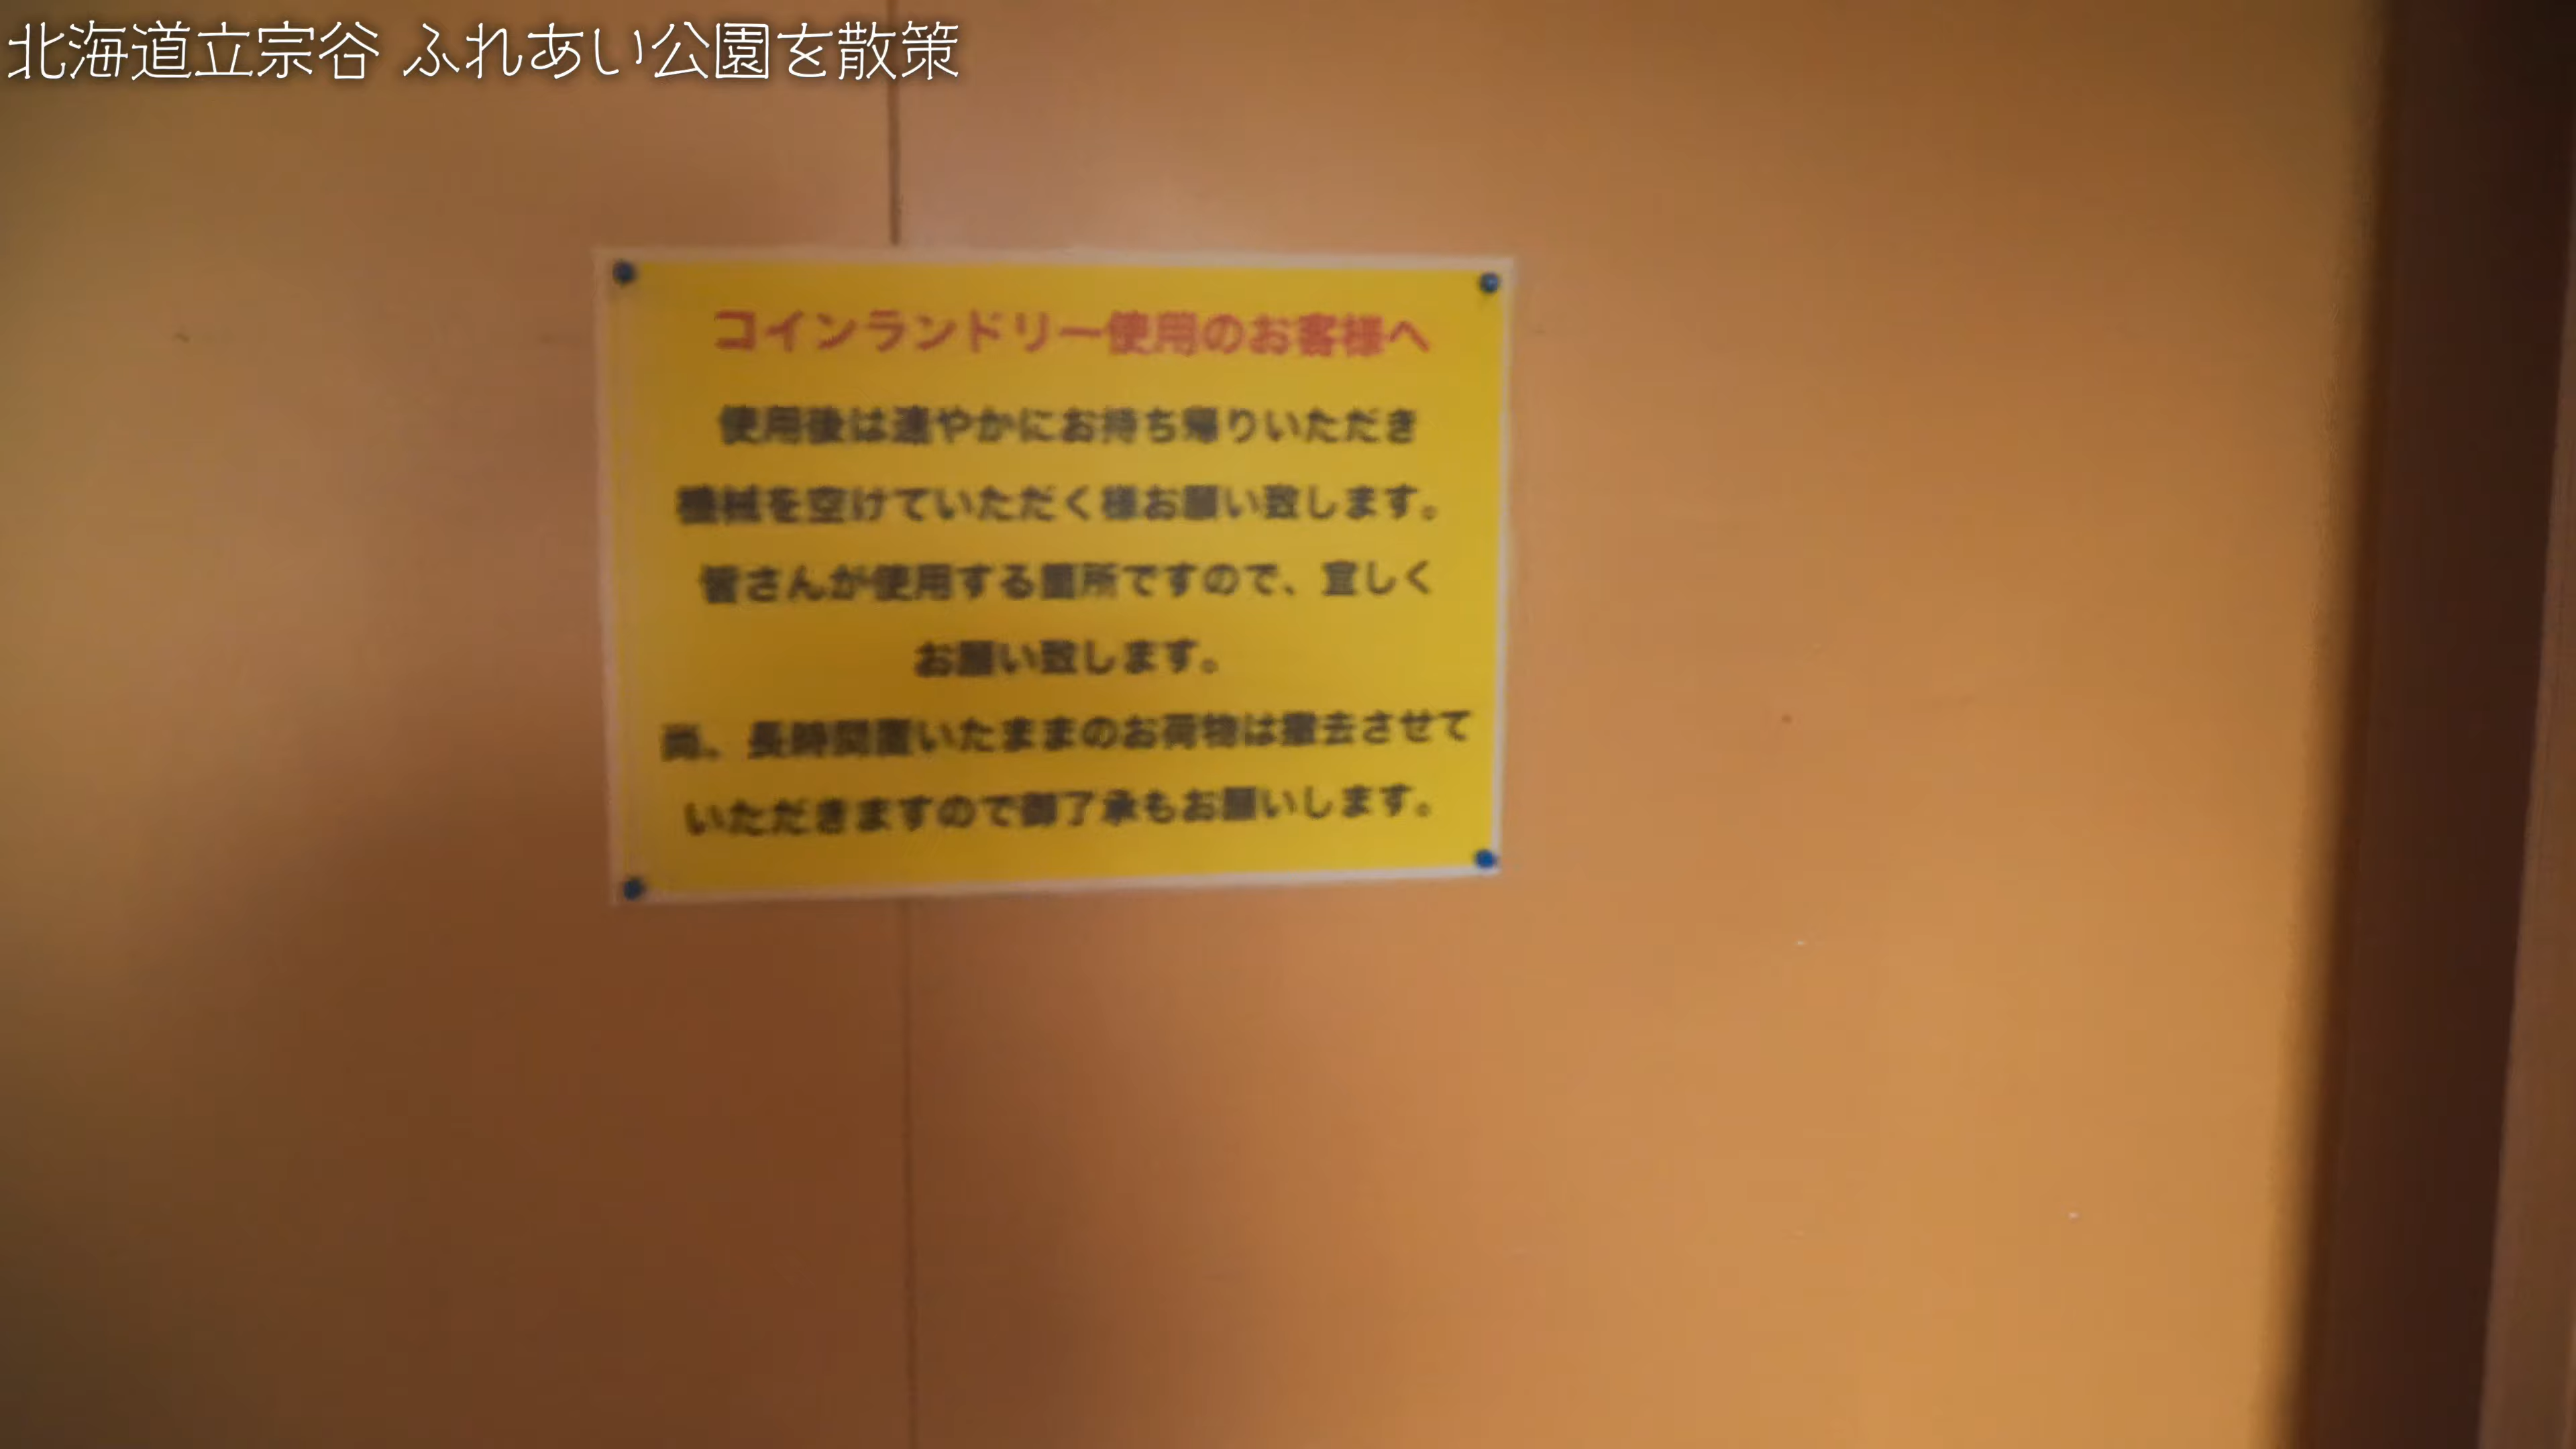 北海道立宗谷 ふれあい公園を散策
コインランドリー使用のお客様へ
使用後は速やかにお持ち帰りいただき
機械を空けていただく様お願い致します。
皆さんが使用する箇所ですので、宜しく
お願い致します。
尚、長時間置いたままのお荷物は撤去させて
いただきますので御了承もお願いします。